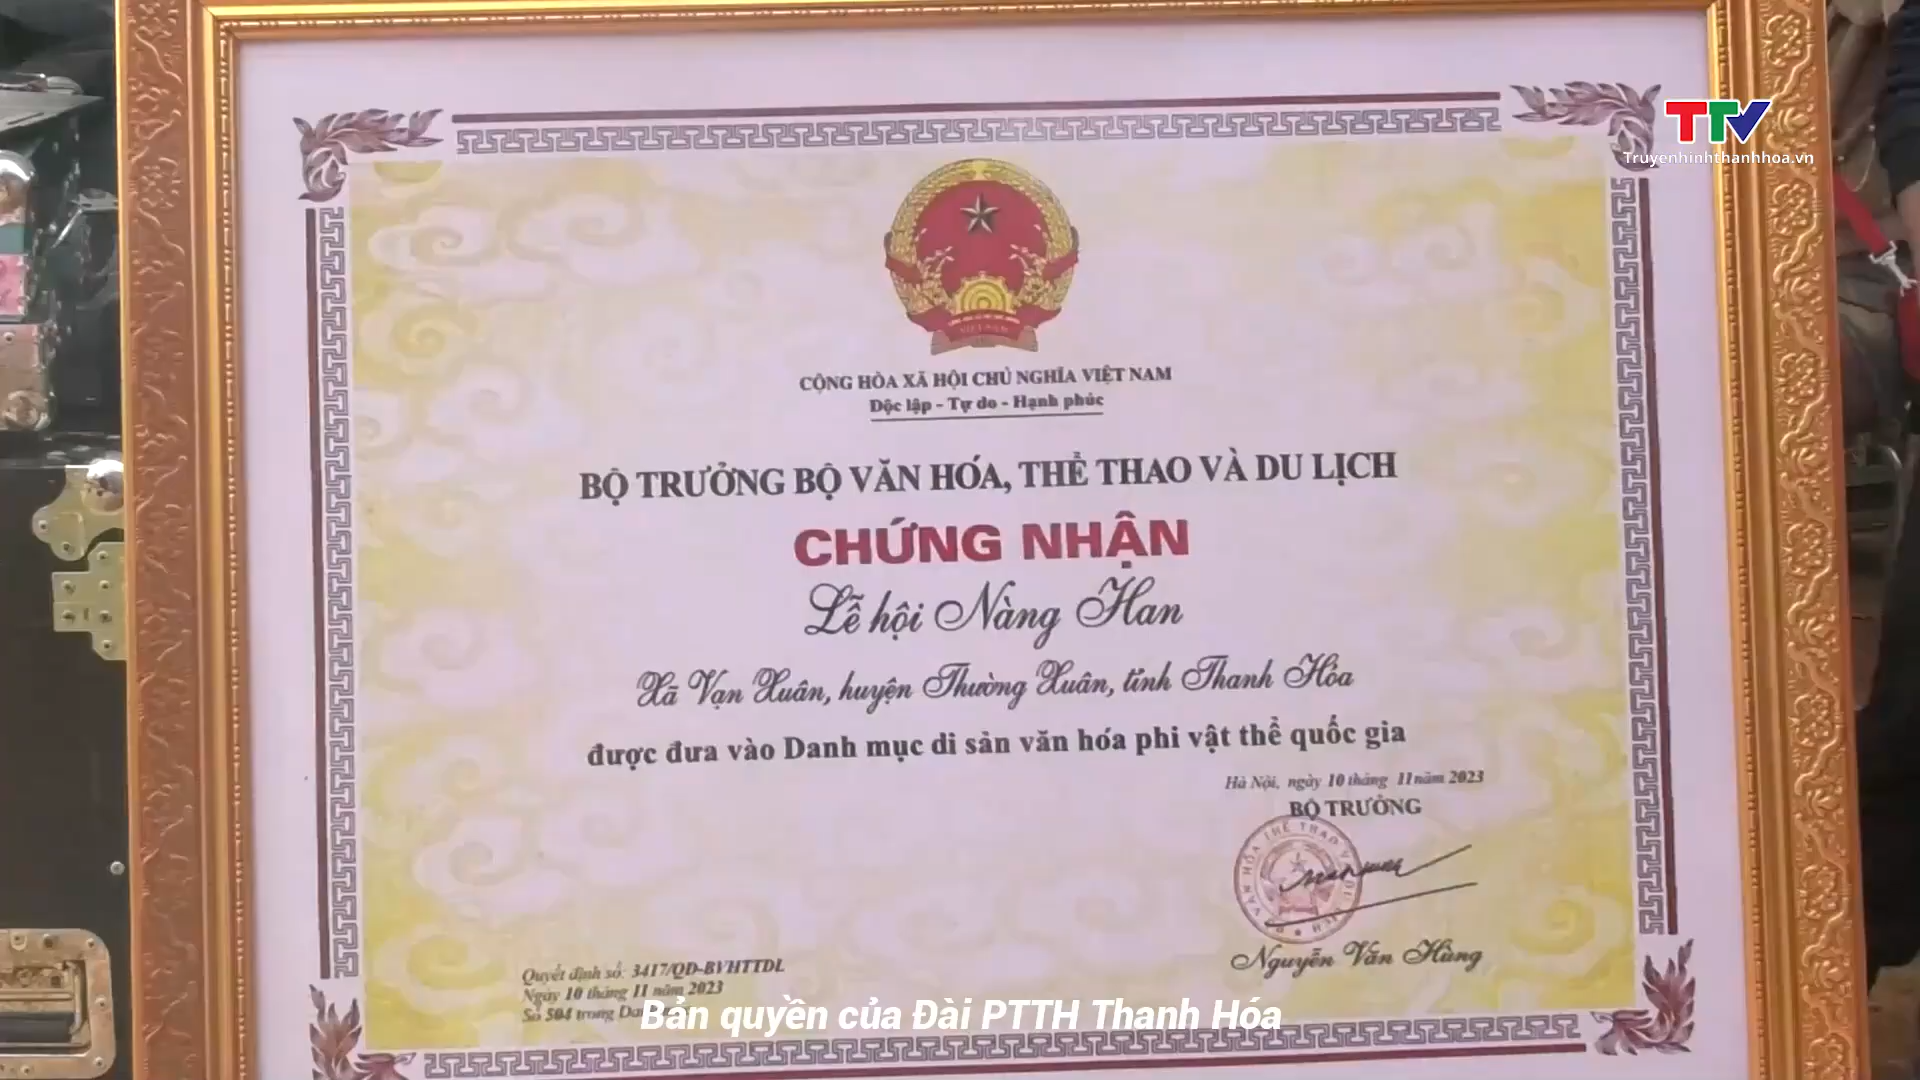 TTV
Truyenhinhthanhhoa.vn
CỘNG HÒA XÃ HỘI CHỦ NGHĨA VIỆT NAM
Độc lập - Tự do - Hạnh phúc
BỘ TRƯỞNG BỘ VĂN HÓA, THỂ THAO VÀ DU LỊCH
CHỨNG NHẬN
Lễ hội Nàng Han
Xã Vạn Xuân, huyện Thường Xuân, tỉnh Thanh Hóa
được đưa vào Danh mục di sản văn hóa phi vật thể quốc gia
Hà Nội, ngày 10 tháng 11 năm 2023
BỘ TRƯỞNG
Nguyễn Văn Hùng
Quyết định số: 3417/QĐ-BVHTTDL
Ngày 10 tháng 11 năm 2023
Số 504 trong
Bản quyền của Đài PTTH Thanh Hóa